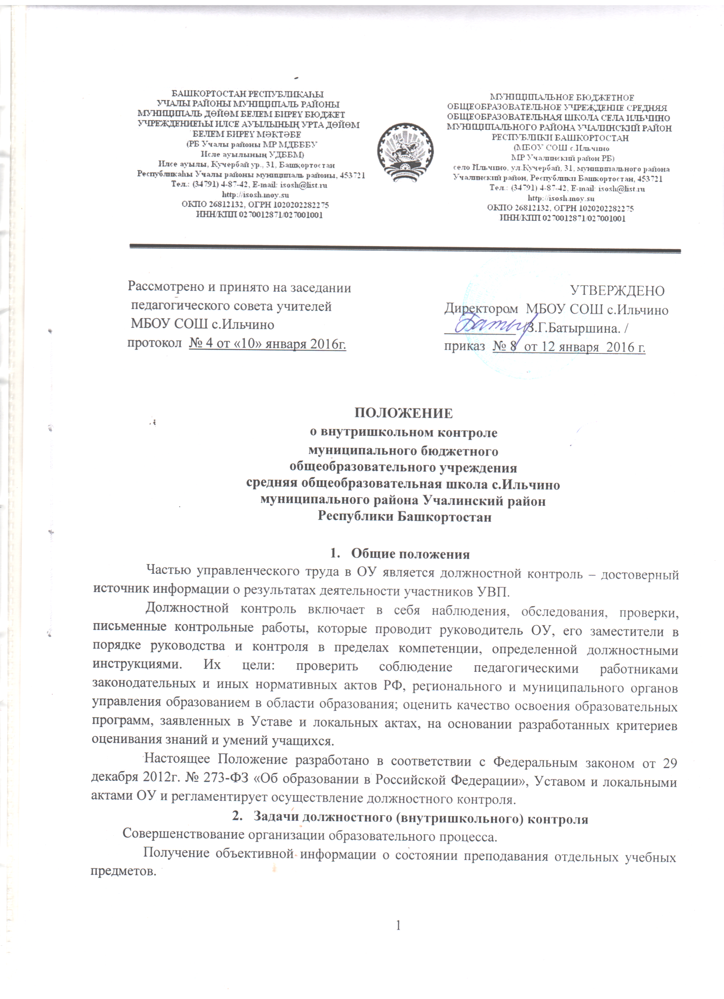 БАШКОРТОСТАН РЕСПУБЛИКАҺЫ
УЧАЛЫ РАЙОНЫ МУНИЦИПАЛЬ РАЙОНЫ
МУНИЦИПАЛЬ ДӨЙӨМ БЕЛЕМ БИРЕҮ БЮДЖЕТ
УЧРЕЖДЕНИЕҺЫ ИЛСЕ АУЫЛЫНЫҢ УРТА ДӨЙӨМ
БЕЛЕМ БИРЕҮ МӘКТӘБЕ
(РБ Учалы районы МР МДББУ
Исле ауылының УДББМ)
Илсе ауылы, Кучербай ур., 31, Башҡортостан
Республикаһы Учалы районы муниципаль районы, 453721
Тел.: (34791) 4-87-42, E-mail: isosh@list.ru
http://isosh.moy.su
ОКПО 26812132, ОГРН 1020202282275
ИНН/КПП 0270012871/027001001
МУНИЦИПАЛЬНОЕ БЮДЖЕТНОЕ
ОБЩЕОБРАЗОВАТЕЛЬНОЕ УЧРЕЖДЕНИЕ СРЕДНЯЯ
ОБЩЕОБРАЗОВАТЕЛЬНАЯ ШКОЛА СЕЛА ИЛЬЧИНО
МУНИЦИПАЛЬНОГО РАЙОНА УЧАЛИНСКИЙ РАЙОН
РЕСПУБЛИКИ БАШКОРТОСТАН
(МБОУ СОШ с.Ильчино
МР Учалинский район РБ)
село Ильчино, ул.Кучербай, 31, муниципального района
Учалинский район, Республики Башкортостан, 453721
Тел.: (34791) 4-87-42, E-mail: isosh@list.ru
http://isosh.moy.su
ОКПО 26812132, ОГРН 1020202282275
ИНН/КПП 0270012871/027001001
Рассмотрено и принято на заседании
педагогического совета учителей
МБОУ СОШ с.Ильчино
протокол № 4 от «10» января 2016г.
УТВЕРЖДЕНО
Директором МБОУ СОШ с.Ильчино
/З.Г.Батыршина. /
приказ № 8 от 12 января 2016 г.
ПОЛОЖЕНИЕ
о внутришкольном контроле
муниципального бюджетного
общеобразовательного учреждения
средняя общеобразовательная школа с.Ильчино
муниципального района Учалинский район
Республики Башкортостан
1. Общие положения
Частью управленческого труда в ОУ является должностной контроль – достоверный
источник информации о результатах деятельности участников УВП.
Должностной контроль включает в себя наблюдения, обследования, проверки,
письменные контрольные работы, которые проводит руководитель ОУ, его заместители в
порядке руководства и контроля в пределах компетенции, определенной должностными
инструкциями. Их цели: проверить соблюдение педагогическими работниками
законодательных и иных нормативных актов РФ, регионального и муниципального органов
управления образованием в области образования; оценить качество освоения образовательных
программ, заявленных в Уставе и локальных актах, на основании разработанных критериев
оценивания знаний и умений учащихся.
Настоящее Положение разработано в соответствии с Федеральным законом от 29
декабря 2012г. № 273-ФЗ «Об образовании в Российской Федерации», Уставом и локальными
актами ОУ и регламентирует осуществление должностного контроля.
2. Задачи должностного (внутришкольного) контроля
Совершенствование организации образовательного процесса.
Получение объективной информации о состоянии преподавания отдельных учебных
предметов.
1